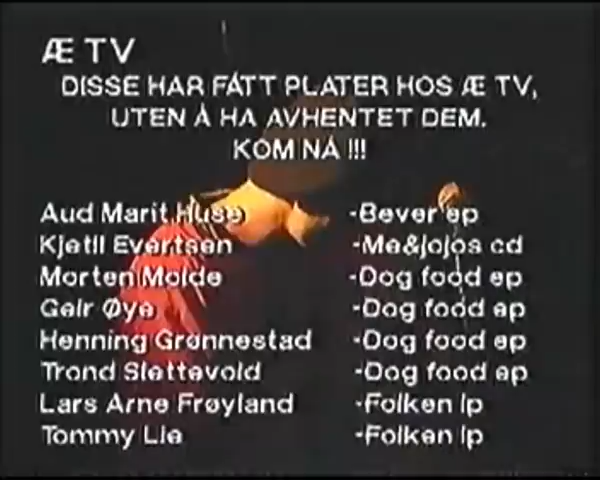 Æ TV
DISSE HAR FÅTT PLATER HOS Æ TV,
UTEN Å HA AVHENTET DEM.
KOM NÅ !!!
Aud Marit Huse -Bever ep
Kjetil Evertsen -Me&jojos cd
Morten Molde -Dog food ep
Geir Øye -Dog food ep
Henning Grønnestad -Dog food ep
Trond Slettevold -Dog food ep
Lars Arne Frøyland -Folken lp
Tommy Lie -Folken lp